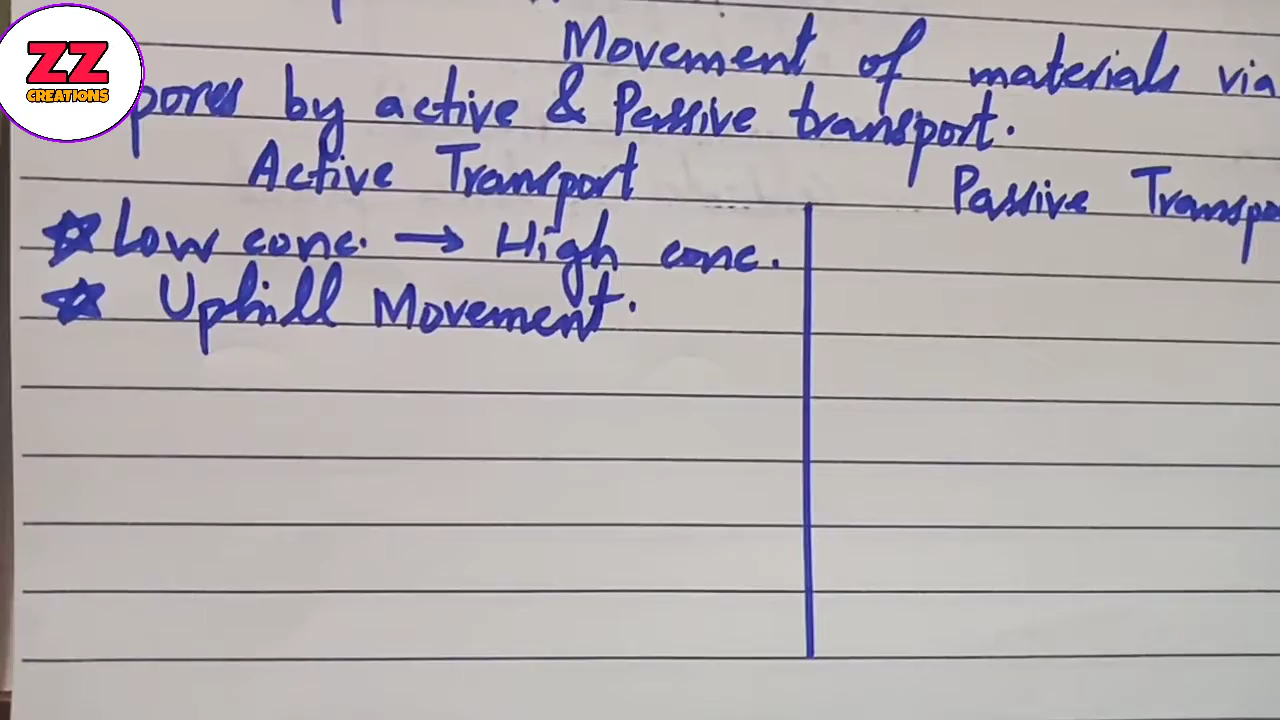 ZZ
CREATIONS
Movement of materials via
pores by active & Passive transport.
Active Transport
Passive Transpo
Low conc. → High conc.
Uphill Movement.